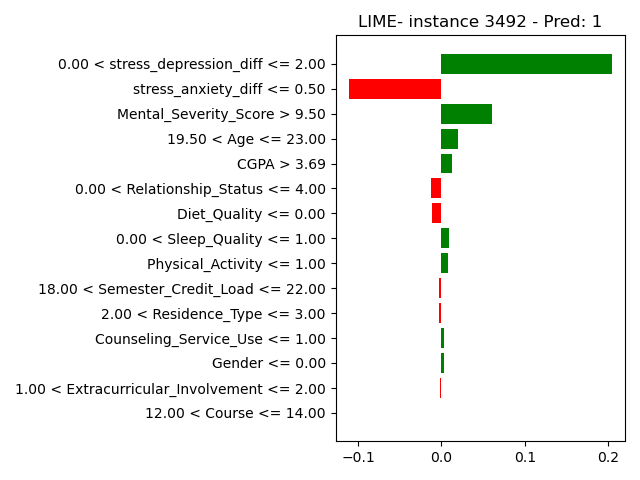 LIME- instance 3492 - Pred: 1
0.00 < stress_depression_diff <= 2.00
stress_anxiety_diff <= 0.50
Mental_Severity_Score > 9.50
19.50 < Age <= 23.00
CGPA > 3.69
0.00 < Relationship_Status <= 4.00
Diet_Quality <= 0.00
0.00 < Sleep_Quality <= 1.00
Physical_Activity <= 1.00
18.00 < Semester_Credit_Load <= 22.00
2.00 < Residence_Type <= 3.00
Counseling_Service_Use <= 1.00
Gender <= 0.00
1.00 < Extracurricular_Involvement <= 2.00
12.00 < Course <= 14.00
−0.1 0.0 0.1 0.2